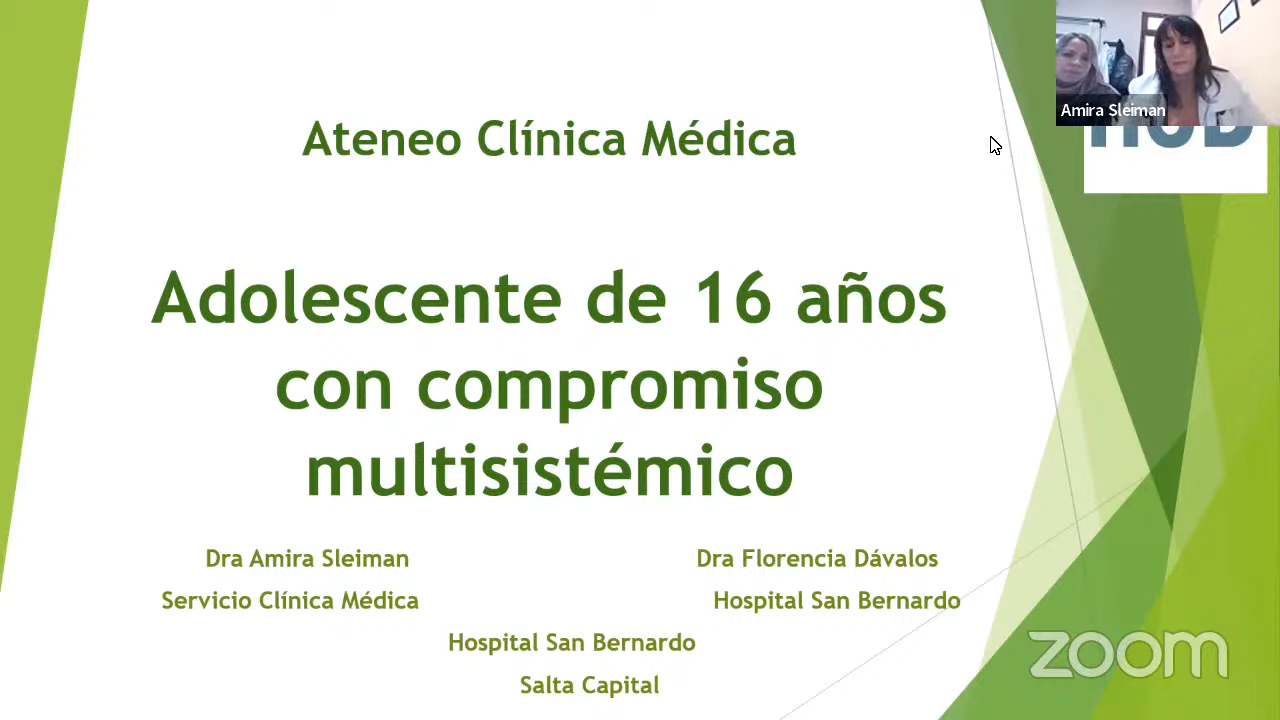 Amira Sleiman
Ateneo Clínica Médica
Adolescente de 16 años
con compromiso
multisistémico
Dra Amira Sleiman
Dra Florencia Dávalos
Servicio Clínica Médica
Hospital San Bernardo
Hospital San Bernardo
Salta Capital
zoom